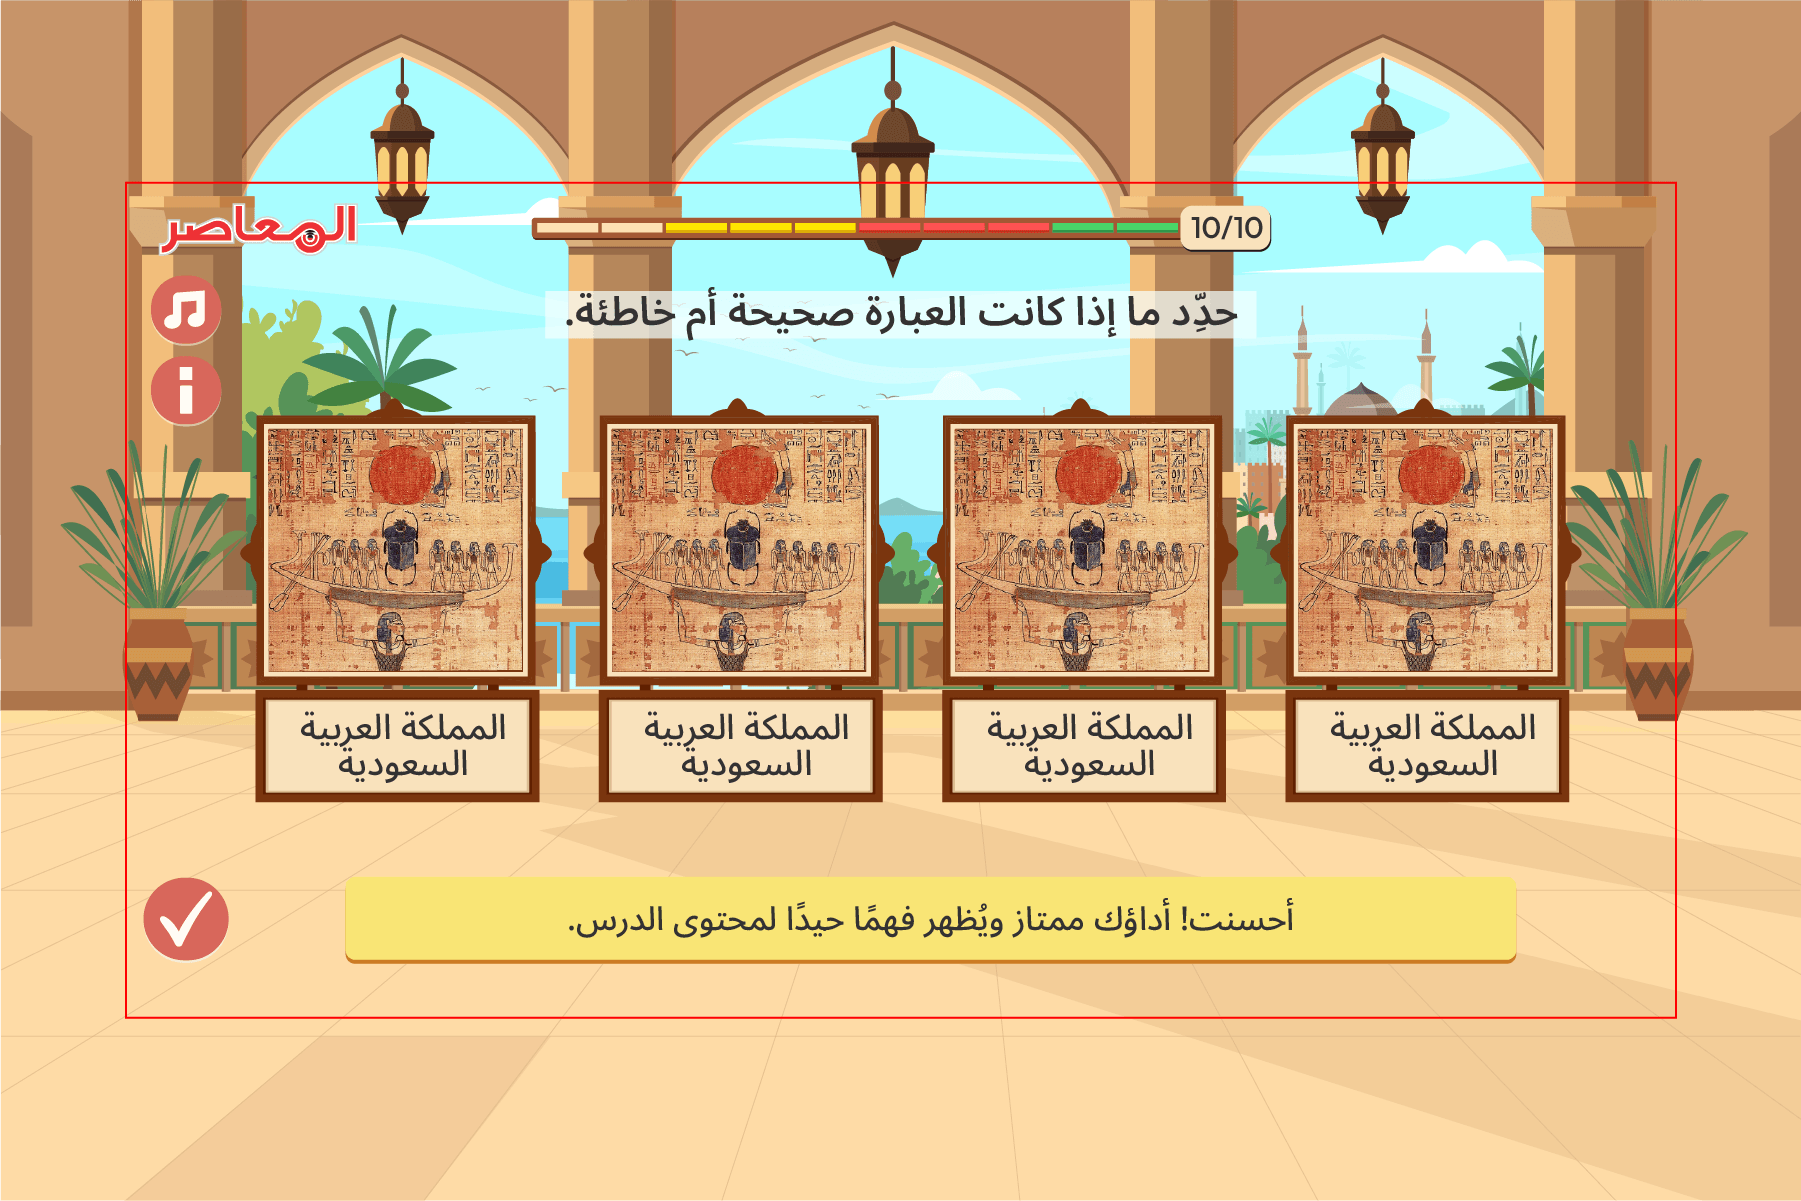 المعاصر
10/10
حدِّد ما إذا كانت العبارة صحيحة أم خاطئة.
المملكة العربية
السعودية
المملكة العربية
السعودية
المملكة العربية
السعودية
المملكة العربية
السعودية
أحسنت! أداؤك ممتاز ويُظهر فهمًا حيدًا لمحتوى الدرس.